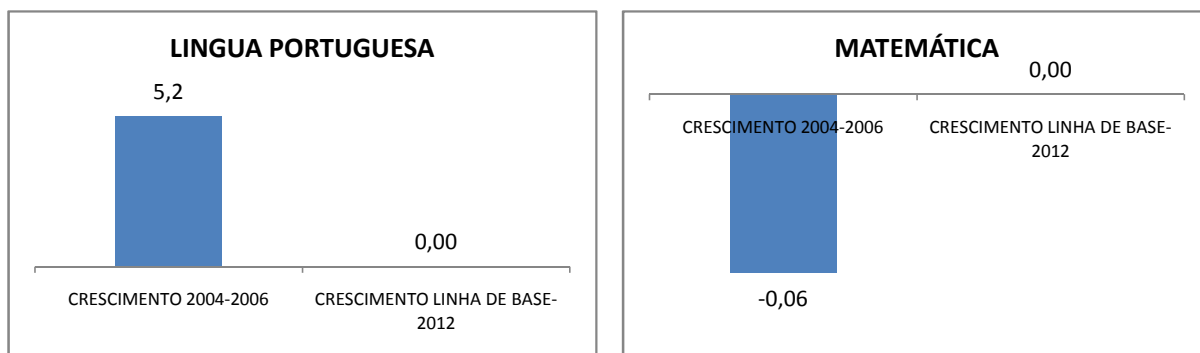 LINGUA PORTUGUESA
5,2
0,00
CRESCIMENTO 2004-2006
CRESCIMENTO LINHA DE BASE-
2012
MATEMÁTICA
0,00
CRESCIMENTO 2004-2006
CRESCIMENTO LINHA DE BASE-
2012
-0,06